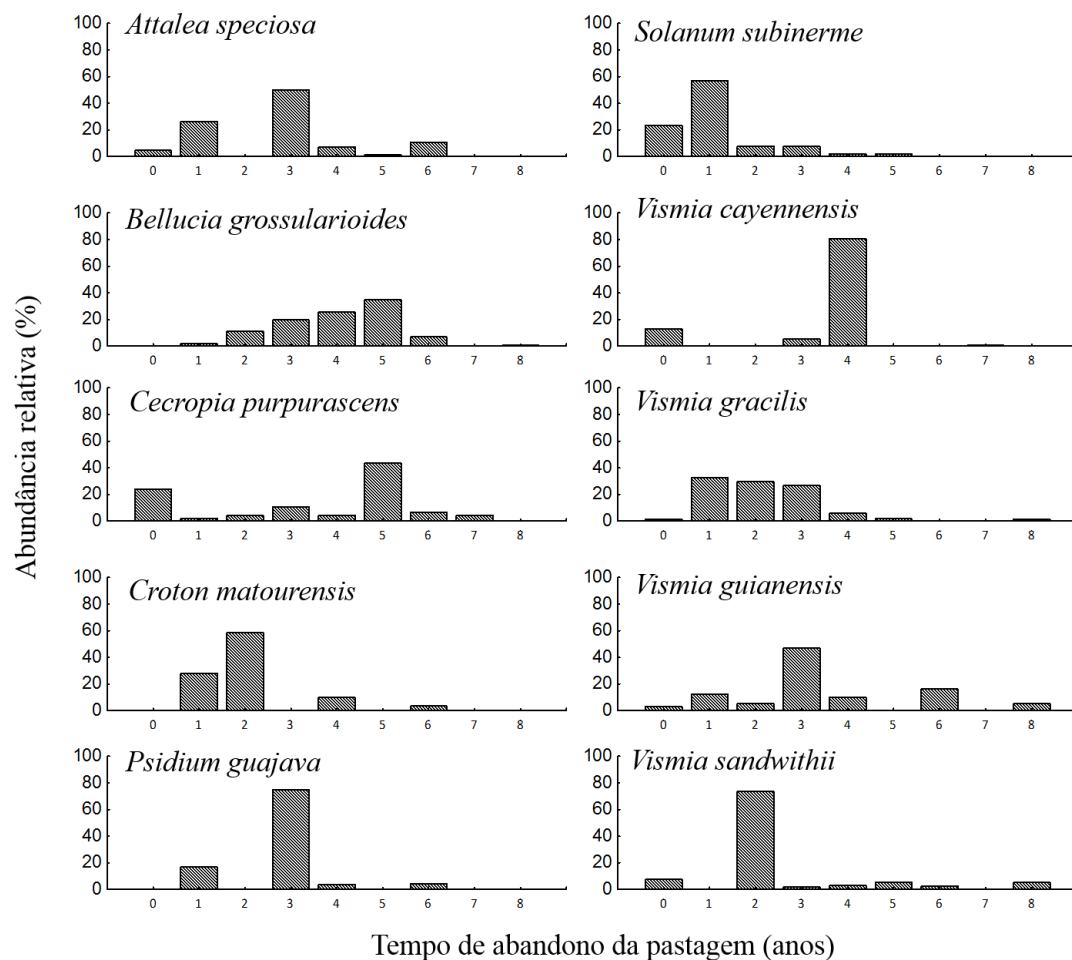 Attalea speciosa
100
80
60
40
20
0
0 1 2 3 4 5 6 7 8
Solanum subinerme
100
80
60
40
20
0
0 1 2 3 4 5 6 7 8
Bellucia grossularioides
100
80
60
40
20
0
0 1 2 3 4 5 6 7 8
Vismia cayennensis
100
80
60
40
20
0
0 1 2 3 4 5 6 7 8
Abundância relativa (%)
Cecropia purpurascens
100
80
60
40
20
0
0 1 2 3 4 5 6 7 8
Vismia gracilis
100
80
60
40
20
0
0 1 2 3 4 5 6 7 8
Croton matourensis
100
80
60
40
20
0
0 1 2 3 4 5 6 7 8
Vismia guianensis
100
80
60
40
20
0
0 1 2 3 4 5 6 7 8
Psidium guajava
100
80
60
40
20
0
0 1 2 3 4 5 6 7 8
Vismia sandwithii
100
80
60
40
20
0
0 1 2 3 4 5 6 7 8
Tempo de abandono da pastagem (anos)